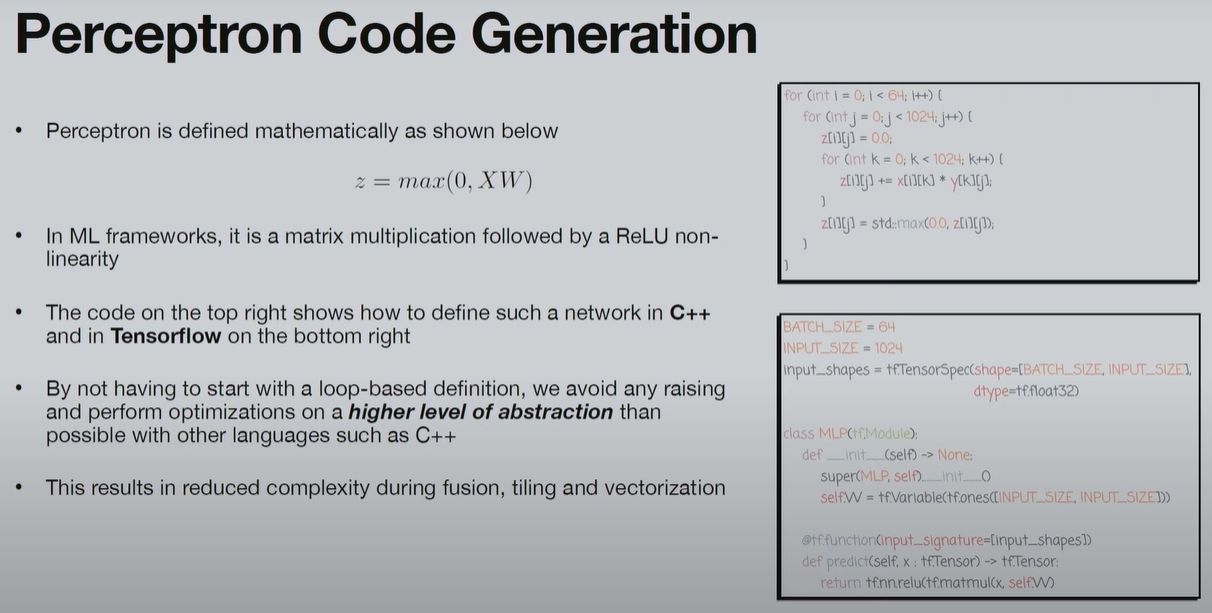 Perceptron Code Generation
• Perceptron is defined mathematically as shown below
z = max(0, XW)
• In ML frameworks, it is a matrix multiplication followed by a ReLU non-
linearity
• The code on the top right shows how to define such a network in C++
and in Tensorflow on the bottom right
• By not having to start with a loop-based definition, we avoid any raising
and perform optimizations on a higher level of abstraction than
possible with other languages such as C++
• This results in reduced complexity during fusion, tiling and vectorization
for (int i = 0; i < 64; i++) {
for (int j = 0; j < 1024; j++) {
z[i][j] = 0.0;
for (int k = 0; k < 1024; k++) {
z[i][j] += x[i][k] * y[k][j];
}
z[i][j] = std::max(0.0, z[i][j]);
}
}
BATCH_SIZE = 64
INPUT_SIZE = 1024
input_shapes = tf.TensorSpec(shape=[BATCH_SIZE, INPUT_SIZE],
dtype=tf.float32)
class MLP(tf.Module):
def __init__(self) -> None:
super(MLP, self).__init__()
self.W = tf.Variable(tf.ones([INPUT_SIZE, INPUT_SIZE]))
@tf.function(input_signature=[input_shapes])
def predict(self, x : tf.Tensor) -> tf.Tensor:
return tf.nn.relu(tf.matmul(x, self.W)